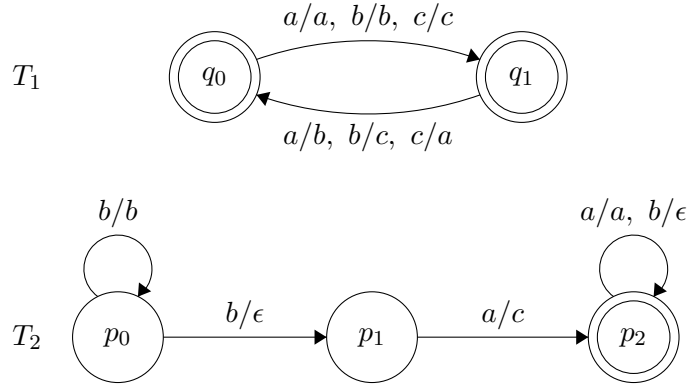 a/a, b/b, c/c
T₁ q₀ q₁
a/b, b/c, c/a
b/b a/a, b/ϵ
b/ϵ a/c
T₂ p₀ p₁ p₂